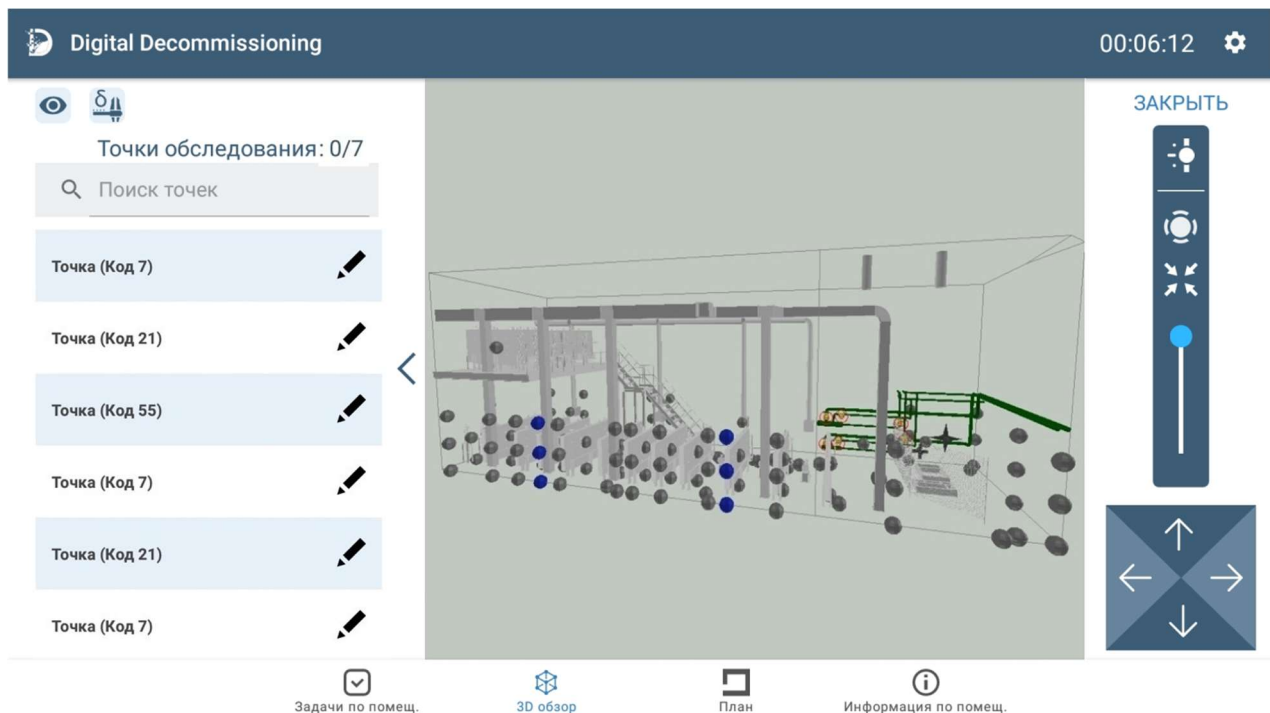 Digital Decommissioning
00:06:12
δ
ЗАКРЫТЬ
Точки обследования: 0/7
Поиск точек
Точка (Код 7)
Точка (Код 21)
Точка (Код 55)
Точка (Код 7)
Точка (Код 21)
Точка (Код 7)
Задачи по помещ.
3D обзор
План
Информация по помещ.